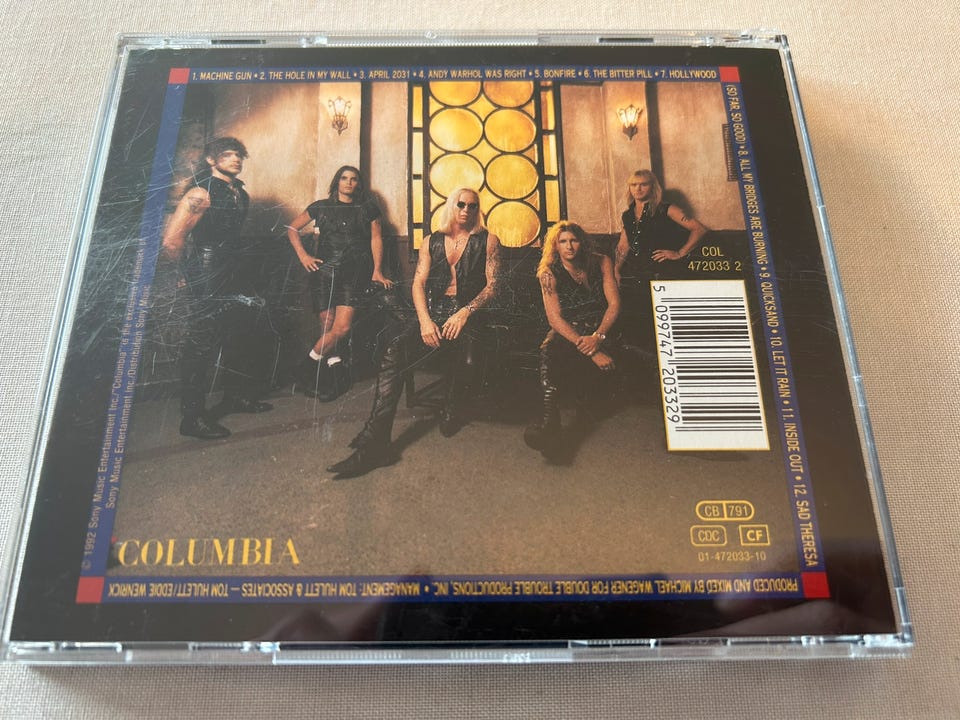 1. MACHINE GUN • 2. THE HOLE IN MY WALL • 3. APRIL 2031 • 4. ANDY WARHOL WAS RIGHT • 5. BONFIRE • 6. THE BITTER PILL • 7. HOLLYWOOD
(SO FAR, SO GOOD) • 8. ALL MY BRIDGES ARE BURNING • 9. QUICKSAND • 10. LET IT RAIN • 11. INSIDE OUT • 12. SAD THERESA
COL
472033 2
5 099747 203329
CB 791
CDC CF
01-472033-10
COLUMBIA
PRODUCED AND MIXED BY MICHAEL WAGENER FOR DOUBLE TROUBLE PRODUCTIONS, INC. • MANAGEMENT: TOM HULETT & ASSOCIATES — TOM HULETT/EDDIE WENRICK
© 1992 Sony Music Entertainment Inc./"Columbia" is the exclusive trademark of
Sony Music Entertainment Inc./Distribution Sony Music